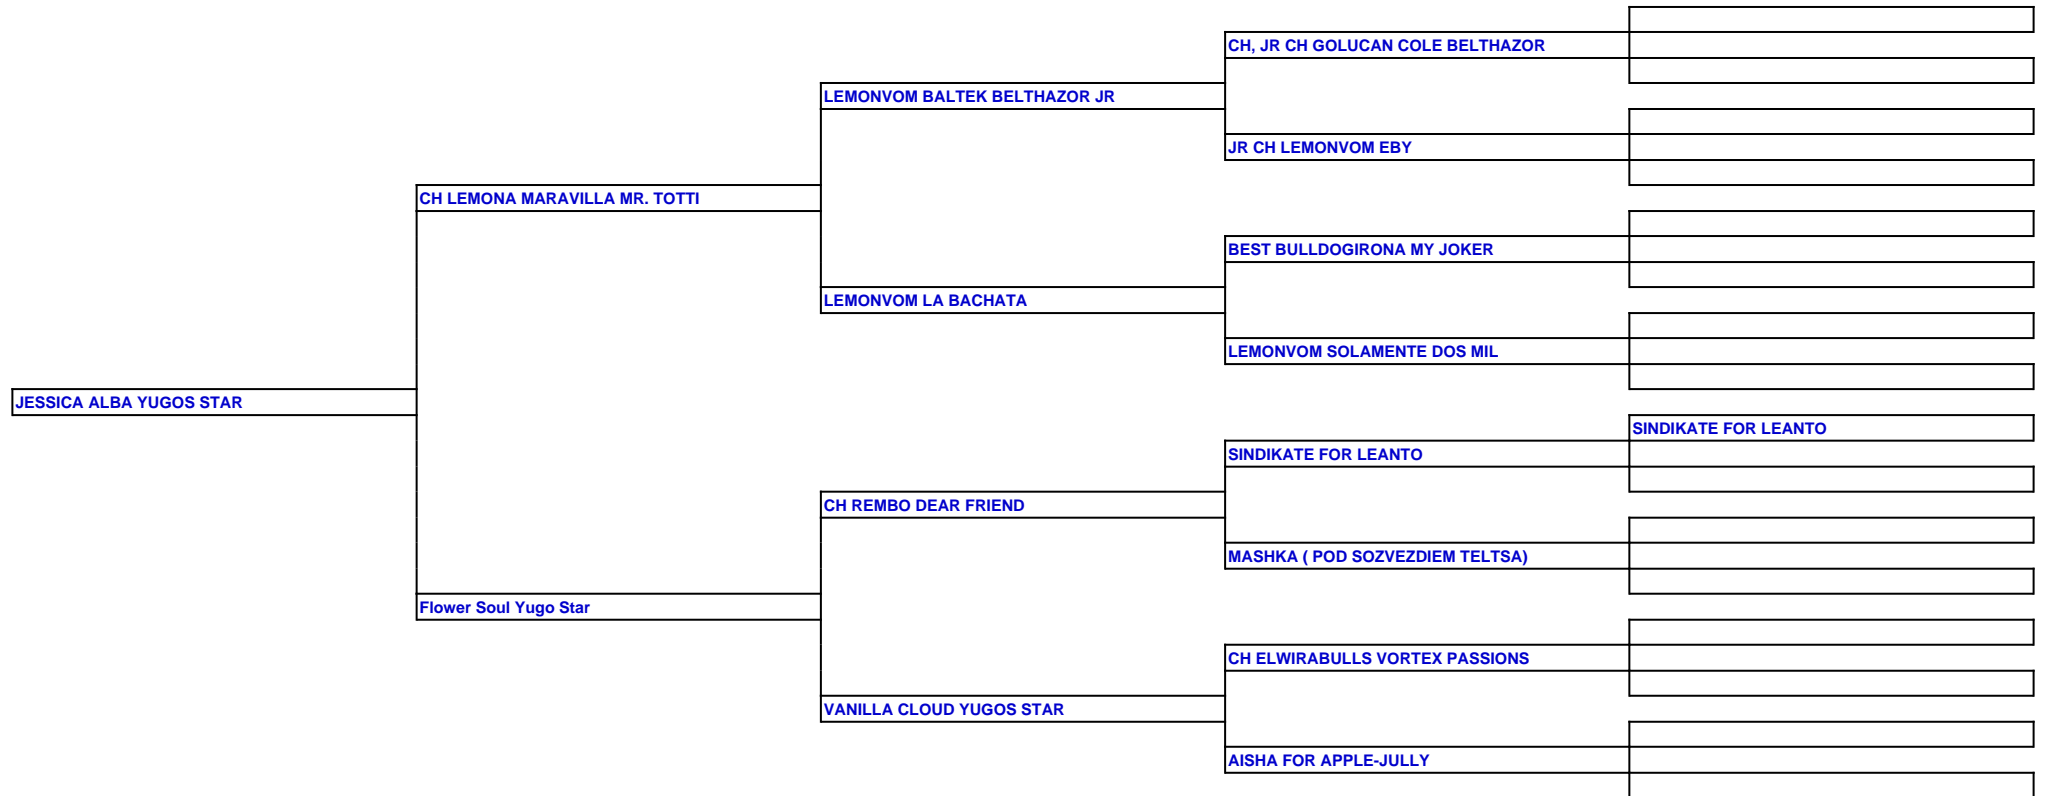 CH, JR CH GOLUCAN COLE BELTHAZOR
LEMONVOM BALTEK BELTHAZOR JR
JR CH LEMONVOM EBY
CH LEMONA MARAVILLA MR. TOTTI
BEST BULLDOGIRONA MY JOKER
LEMONVOM LA BACHATA
LEMONVOM SOLAMENTE DOS MIL
JESSICA ALBA YUGOS STAR
SINDIKATE FOR LEANTO
SINDIKATE FOR LEANTO
CH REMBO DEAR FRIEND
MASHKA ( POD SOZVEZDIEM TELTSA)
Flower Soul Yugo Star
CH ELWIRABULLS VORTEX PASSIONS
VANILLA CLOUD YUGOS STAR
AISHA FOR APPLE-JULLY